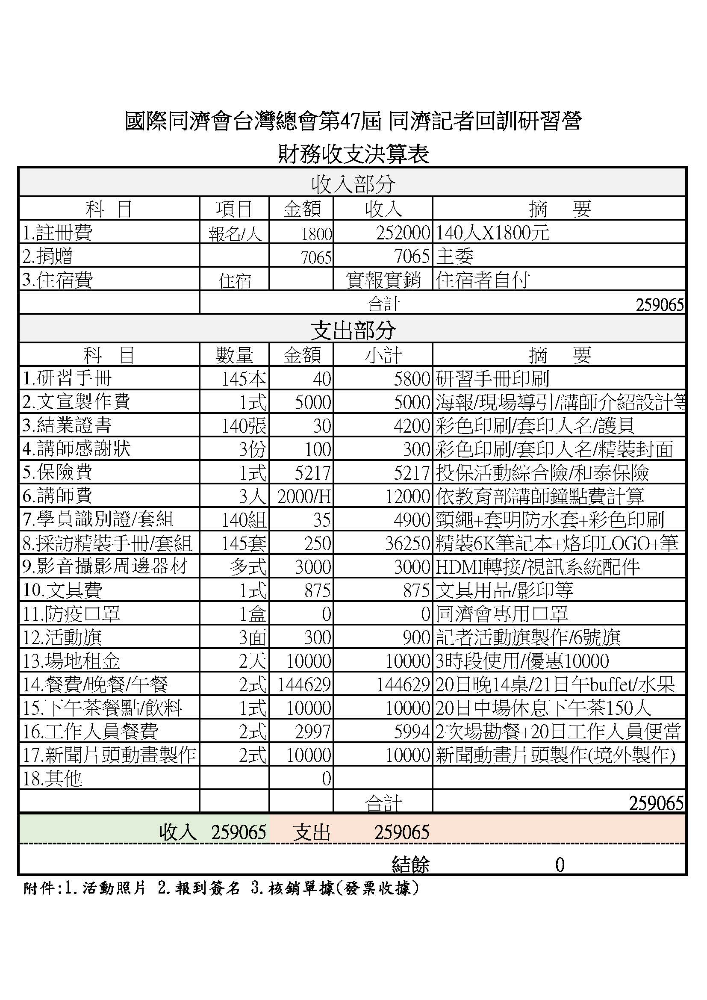 國際同濟會台灣總會第47屆 同濟記者回訓研習營
財務收支決算表
收入部分
科 目 項目 金額 收入 摘 要
1.註冊費 報名/人 1800 252000 140人X1800元
2.捐贈 7065 7065 主委
3.住宿費 住宿 實報實銷 住宿者自付
合計 259065
支出部分
科 目 數量 金額 小計 摘 要
1.研習手冊 145本 40 5800 研習手冊印刷
2.文宣製作費 1式 5000 5000 海報/現場導引/講師介紹設計等
3.結業證書 140張 30 4200 彩色印刷/套印人名/護貝
4.講師感謝狀 3份 100 300 彩色印刷/套印人名/精裝封面
5.保險費 1式 5217 5217 投保活動綜合險/和泰保險
6.講師費 3人 2000/H 12000 依教育部講師鐘點費計算
7.學員識別證/套組 140組 35 4900 頸繩+套明防水套+彩色印刷
8.採訪精裝手冊/套組 145套 250 36250 精裝6K筆記本+烙印LOGO+筆
9.影音攝影周邊器材 多式 3000 3000 HDMI轉接/視訊系統配件
10.文具費 1式 875 875 文具用品/影印等
11.防疫口罩 1盒 0 0 同濟會專用口罩
12.活動旗 3面 300 900 記者活動旗製作/6號旗
13.場地租金 2天 10000 10000 3時段使用/優惠10000
14.餐費/晚餐/午餐 2式 144629 144629 20日晚14桌/21日午buffet/水果
15.下午茶餐點/飲料 1式 10000 10000 20日中場休息下午茶150人
16.工作人員餐費 2式 2997 5994 2次場勘餐+20日工作人員便當
17.新聞片頭動畫製作 2式 10000 10000 新聞動畫片頭製作(境外製作)
18.其他 0
合計 259065
收入 259065 支出 259065
結餘 0
附件:1.活動照片 2.報到簽名 3.核銷單據(發票收據)